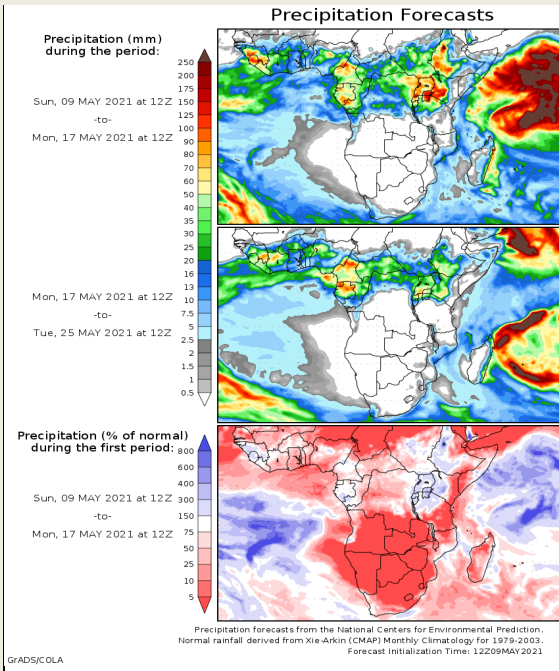 Precipitation Forecasts
Precipitation (mm)
during the period:
Sun, 09 MAY 2021 at 12Z
-to-
Mon, 17 MAY 2021 at 12Z
250
200
175
150
125
100
90
80
70
60
50
40
35
30
25
20
16
13
10
7.5
5
2.5
2
1.5
1
0.5
Mon, 17 MAY 2021 at 12Z
-to-
Tue, 25 MAY 2021 at 12Z
Precipitation (% of normal)
during the first period:
Sun, 09 MAY 2021 at 12Z
-to-
Mon, 17 MAY 2021 at 12Z
800
600
400
300
150
75
50
25
10
5
Precipitation forecasts from the National Centers for Environmental Prediction.
Normal rainfall derived from Xie-Arkin (CMAP) Monthly Climatology for 1979-2003.
Forecast Initialization Time: 12Z09MAY2021
GrADS/COLA